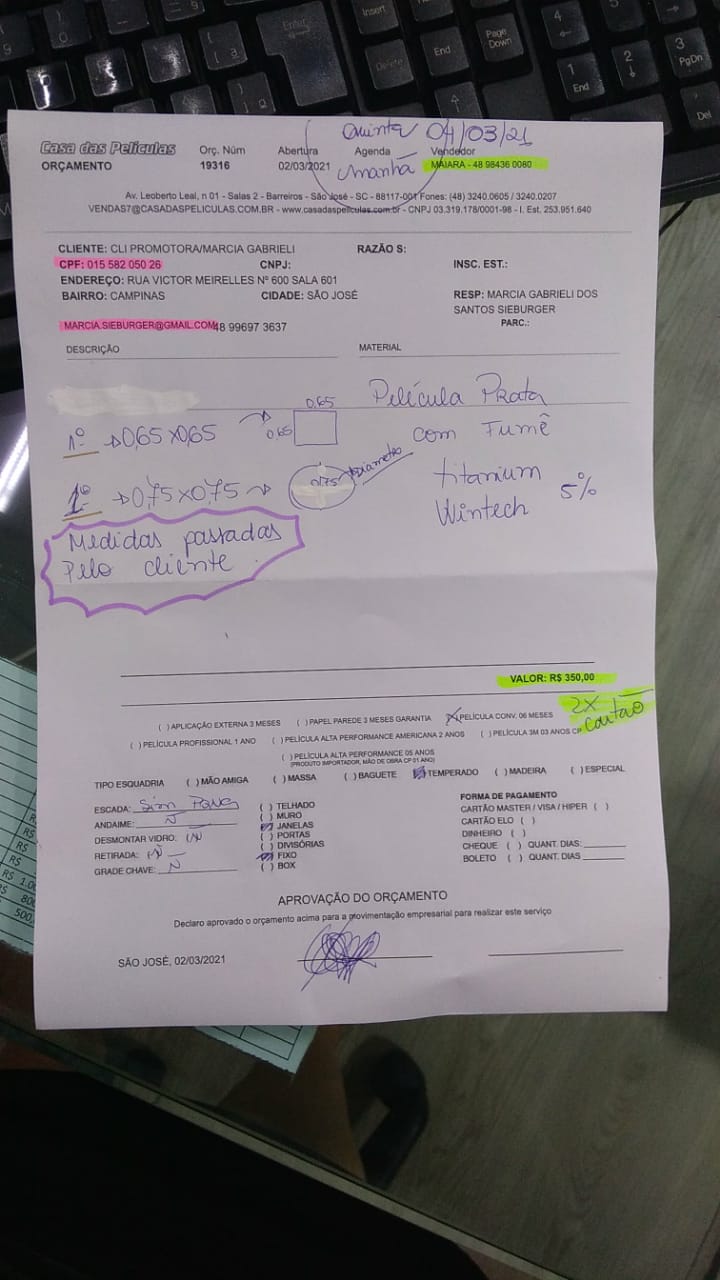 Quinta 04/03/21
Casa das Películas Orç. Núm Abertura Agenda Vendedor
ORÇAMENTO 19316 02/03/2021 manhã MAIARA - 48 98436 0060
Av. Leoberto Leal, n 01 - Salas 2 - Barreiros - São José - SC - 88117-001 Fones: (48) 3240.0605 / 3240.0207
VENDAS7@CASADASPELICULAS.COM.BR - www.casadaspeliculas.com.br - CNPJ 03.319.178/0001-98 - I. Est. 253.951.640
CLIENTE: CLI PROMOTORA/MARCIA GABRIELI RAZÃO S:
CPF: 015 582 050 26 CNPJ: INSC. EST.:
ENDEREÇO: RUA VICTOR MEIRELLES Nº 600 SALA 601
BAIRRO: CAMPINAS CIDADE: SÃO JOSÉ RESP: MARCIA GABRIELI DOS
SANTOS SIEBURGER
MARCIA.SIEBURGER@GMAIL.COM 48 99697 3637 PARC.:
DESCRIÇÃO MATERIAL
0,65 Película Prata
1º → 0,65 x 0,65 → 0,65 com Fumê
1º → 0,75 x 0,75 → 0,75 → Diâmetro titanium
Wintech 5%
Medidas passadas
Pelo cliente
VALOR: R$ 350,00
2x cartão
( ) APLICAÇÃO EXTERNA 3 MESES ( ) PAPEL PAREDE 3 MESES GARANTIA (X) PELÍCULA CONV. 06 MESES
( ) PELÍCULA PROFISSIONAL 1 ANO ( ) PELÍCULA ALTA PERFORMANCE AMERICANA 2 ANOS ( ) PELÍCULA 3M 03 ANOS CP
( ) PELÍCULA ALTA PERFORMANCE 05 ANOS
(PRODUTO IMPORTADOR, MÃO DE OBRA CP 01 ANO)
TIPO ESQUADRIA ( ) MÃO AMIGA ( ) MASSA ( ) BAGUETE (X) TEMPERADO ( ) MADEIRA ( ) ESPECIAL
ESCADA: Sim ( ) TELHADO FORMA DE PAGAMENTO
ANDAIME: Ñ ( ) MURO CARTÃO MASTER / VISA / HIPER ( )
DESMONTAR VIDRO: Ñ (X) JANELAS CARTÃO ELO ( )
RETIRADA: Ñ ( ) PORTAS DINHEIRO ( )
GRADE CHAVE: Ñ ( ) DIVISÓRIAS CHEQUE ( ) QUANT. DIAS:
(X) FIXO BOLETO ( ) QUANT. DIAS
( ) BOX
APROVAÇÃO DO ORÇAMENTO
Declaro aprovado o orçamento acima para a provimentação empresarial para realizar este serviço
SÃO JOSÉ, 02/03/2021